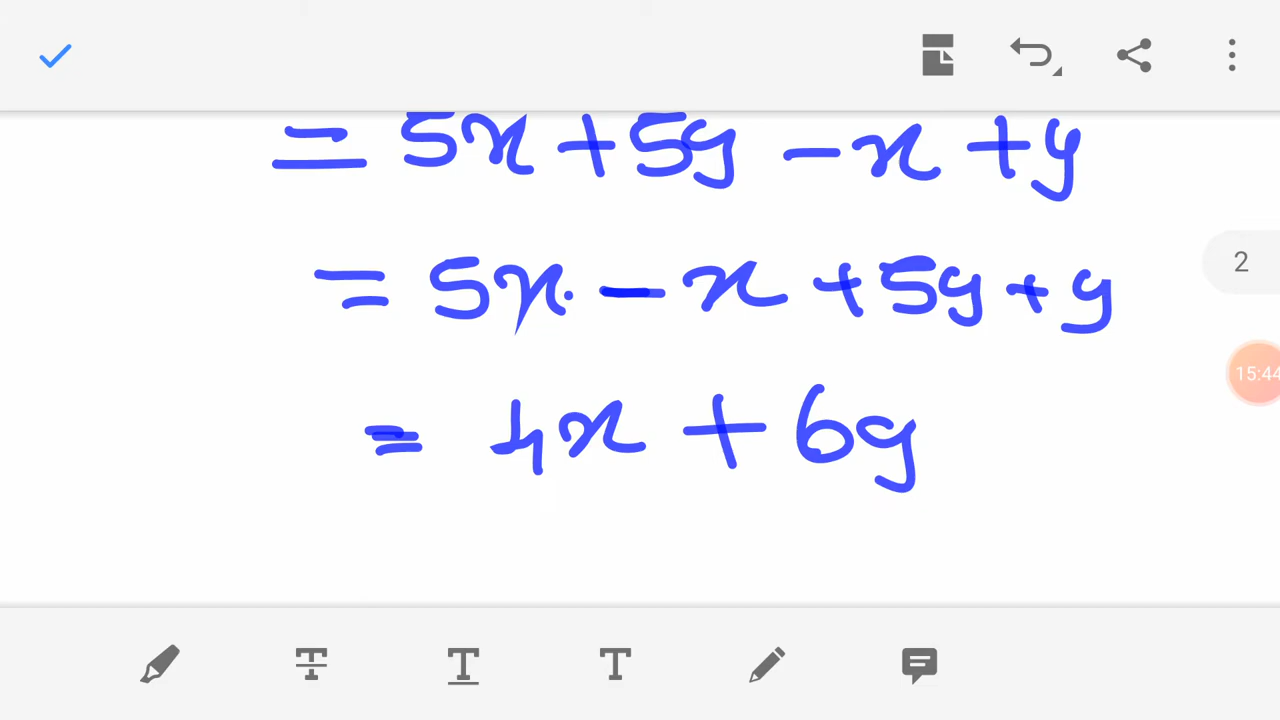 = 5x + 5y - x + y
2
= 5x - x + 5y + y
15:44
= 4x + 6y
T T T